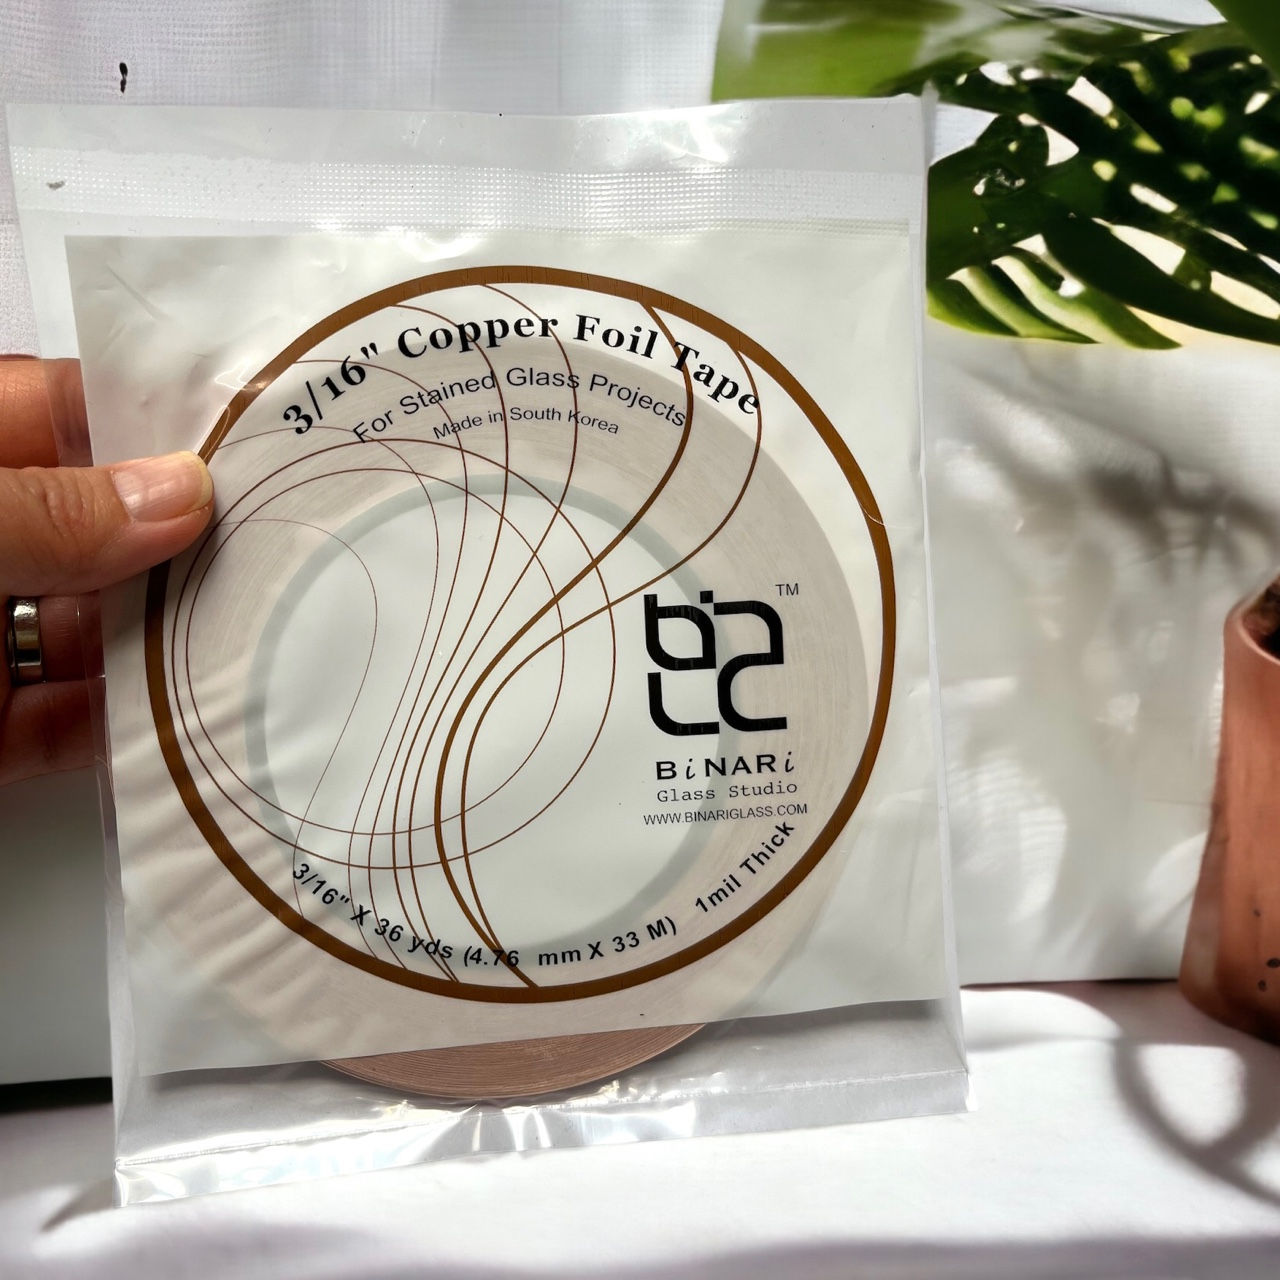 3/16" Copper Foil Tape
For Stained Glass Projects
Made in South Korea
TM
BiNARi
Glass Studio
WWW.BINARIGLASS.COM
3/16" X 36 yds (4.76 mm X 33 M) 1mil Thick